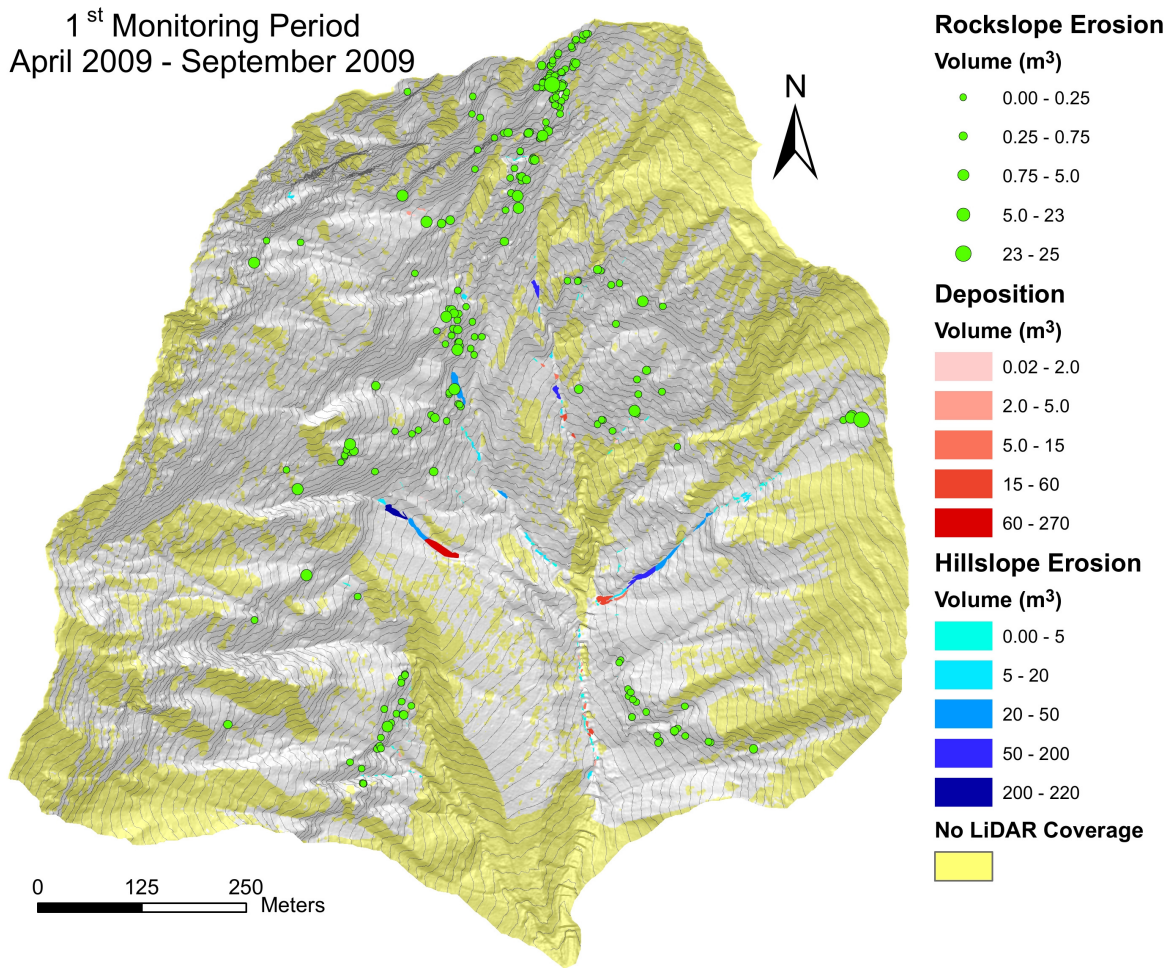 1 st Monitoring Period
April 2009 - September 2009
N
Rockslope Erosion
Volume (m3)
0.00 - 0.25
0.25 - 0.75
0.75 - 5.0
5.0 - 23
23 - 25
Deposition
Volume (m3)
0.02 - 2.0
2.0 - 5.0
5.0 - 15
15 - 60
60 - 270
Hillslope Erosion
Volume (m3)
0.00 - 5
5 - 20
20 - 50
50 - 200
200 - 220
No LiDAR Coverage
0 125 250
Meters